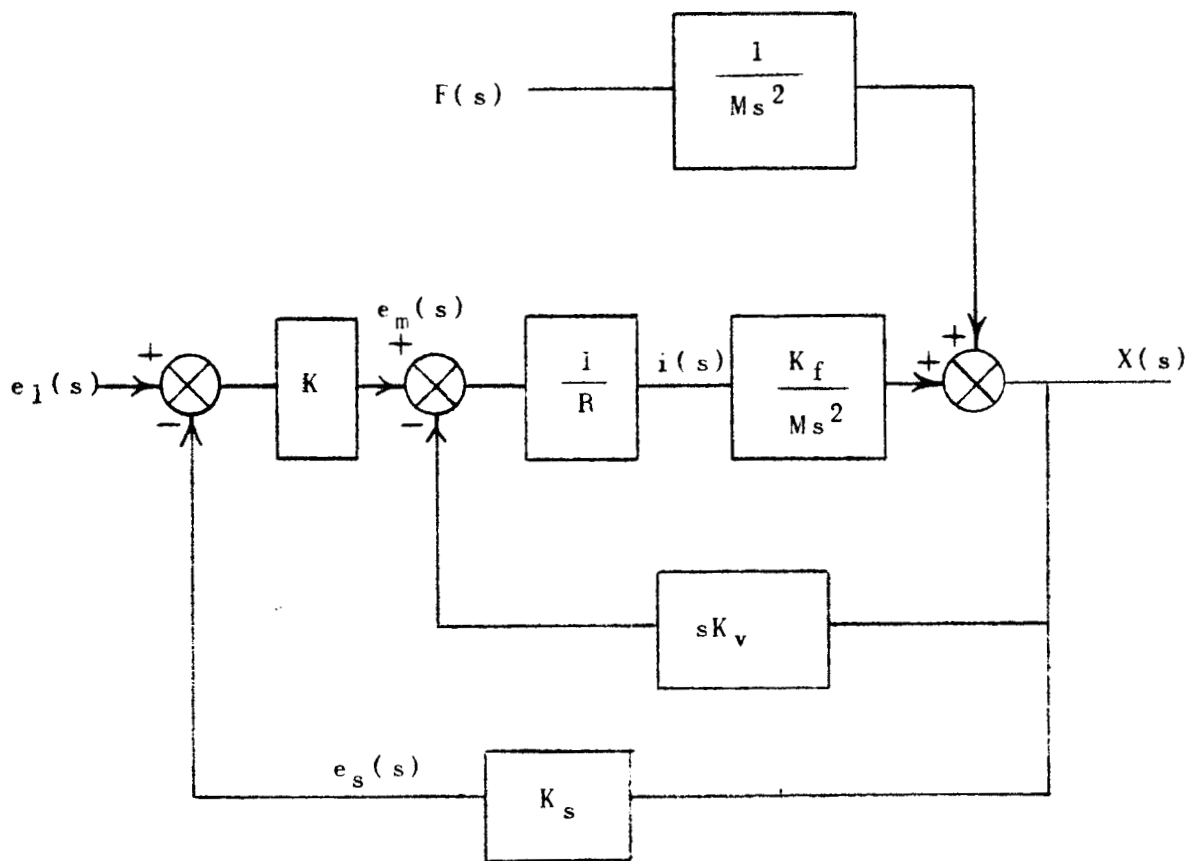 1
Ms²
F(s)
e_m(s)
+
+
+
+
e_1(s)
K
1
R
i(s)
K_f
Ms²
X(s)
-
-
sK_v
e_s(s)
K_s